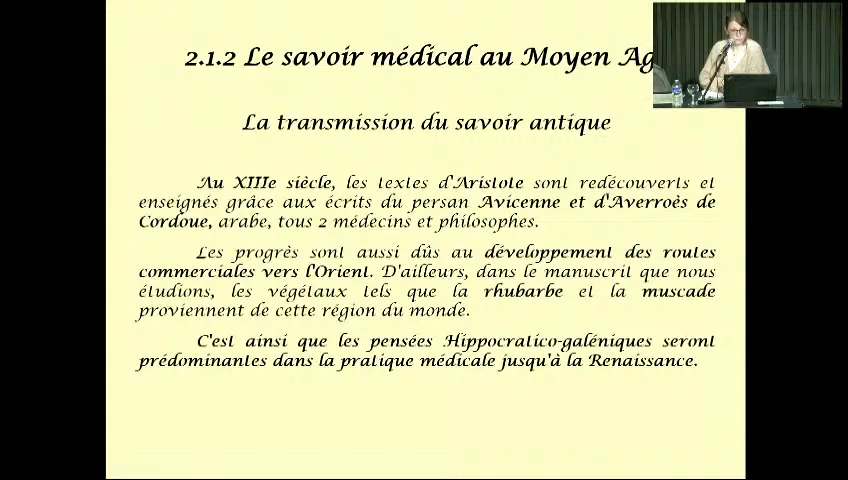 2.1.2 Le savoir médical au Moyen Ag
La transmission du savoir antique
Au XIIIe siècle, les textes d'Aristote sont redécouverts et
enseignés grâce aux écrits du persan Avicenne et d'Averroès de
Cordoue, arabe, tous 2 médecins et philosophes.
Les progrès sont aussi dûs au développement des routes
commerciales vers l'Orient. D'ailleurs, dans le manuscrit que nous
étudions, les végétaux tels que la rhubarbe et la muscade
proviennent de cette région du monde.
C'est ainsi que les pensées Hippocratico-galéniques seront
prédominantes dans la pratique médicale jusqu'à la Renaissance.